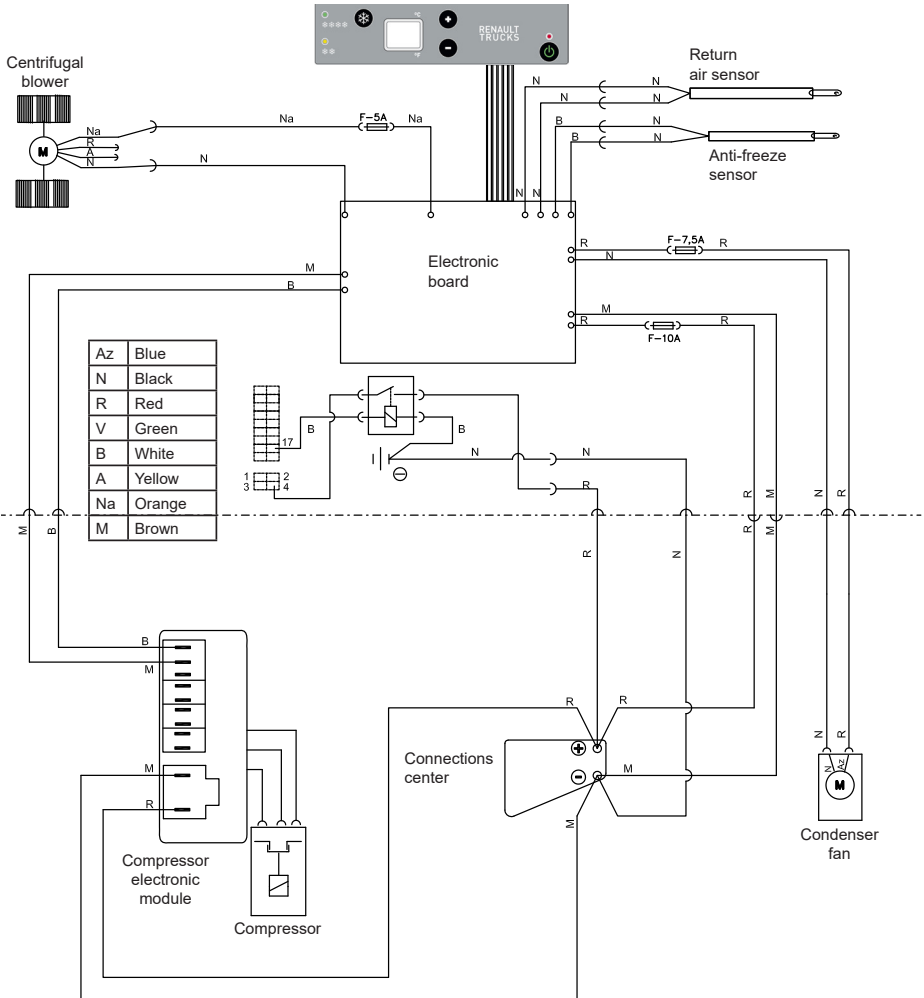 RENAULT
TRUCKS
°C
°F
Centrifugal
blower
M
Na
R
A
N
Na
F-5A
Na
N
Return
air sensor
N
N
N
N
B
N
B
N
Anti-freeze
sensor
N
N
Electronic
board
M
B
R
F-7,5A
R
N
M
R
F-10A
R
Az Blue
N Black
R Red
V Green
B White
A Yellow
Na Orange
M Brown
17
B
B
1 2
3 4
N
N
R
R
M
N
R
M
B
R
M
R
N
B
M
M
R
Compressor
electronic
module
Compressor
R
R
Connections
center
+
-
M
M
N
R
N
Az
M
Condenser
fan